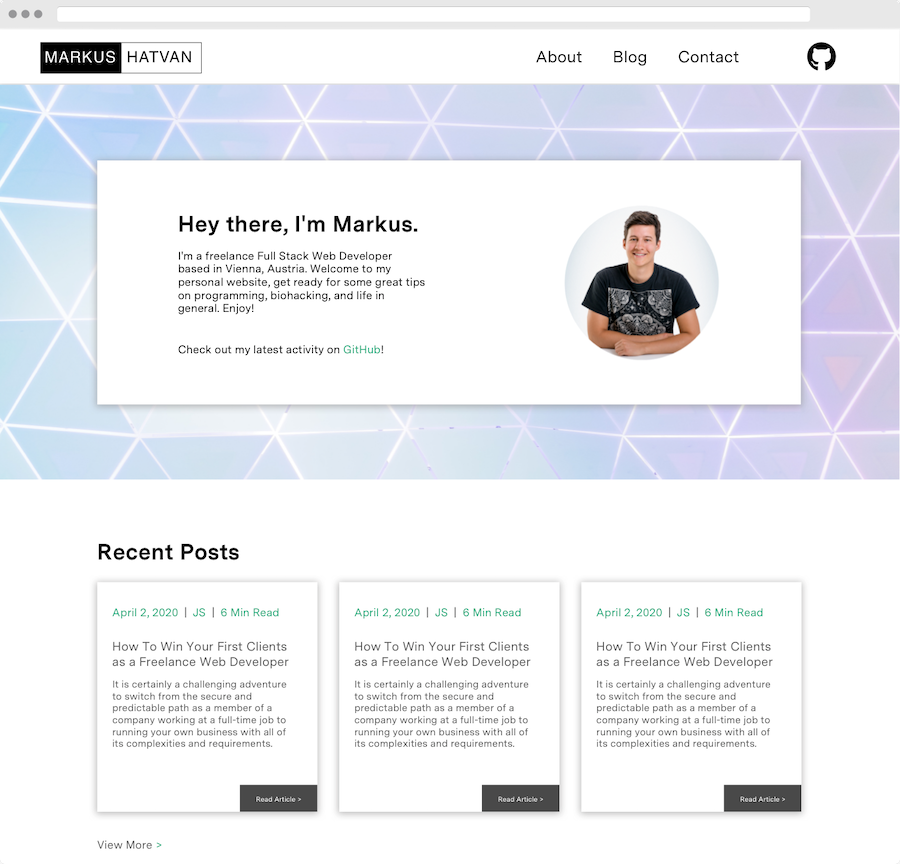 MARKUS HATVAN
About Blog Contact
Hey there, I'm Markus.
I'm a freelance Full Stack Web Developer
based in Vienna, Austria. Welcome to my
personal website, get ready for some great tips
on programming, biohacking, and life in
general. Enjoy!
Check out my latest activity on GitHub!
Recent Posts
April 2, 2020 | JS | 6 Min Read
How To Win Your First Clients
as a Freelance Web Developer
It is certainly a challenging adventure
to switch from the secure and
predictable path as a member of a
company working at a full-time job to
running your own business with all of
its complexities and requirements.
Read Article >
April 2, 2020 | JS | 6 Min Read
How To Win Your First Clients
as a Freelance Web Developer
It is certainly a challenging adventure
to switch from the secure and
predictable path as a member of a
company working at a full-time job to
running your own business with all of
its complexities and requirements.
Read Article >
April 2, 2020 | JS | 6 Min Read
How To Win Your First Clients
as a Freelance Web Developer
It is certainly a challenging adventure
to switch from the secure and
predictable path as a member of a
company working at a full-time job to
running your own business with all of
its complexities and requirements.
Read Article >
View More >